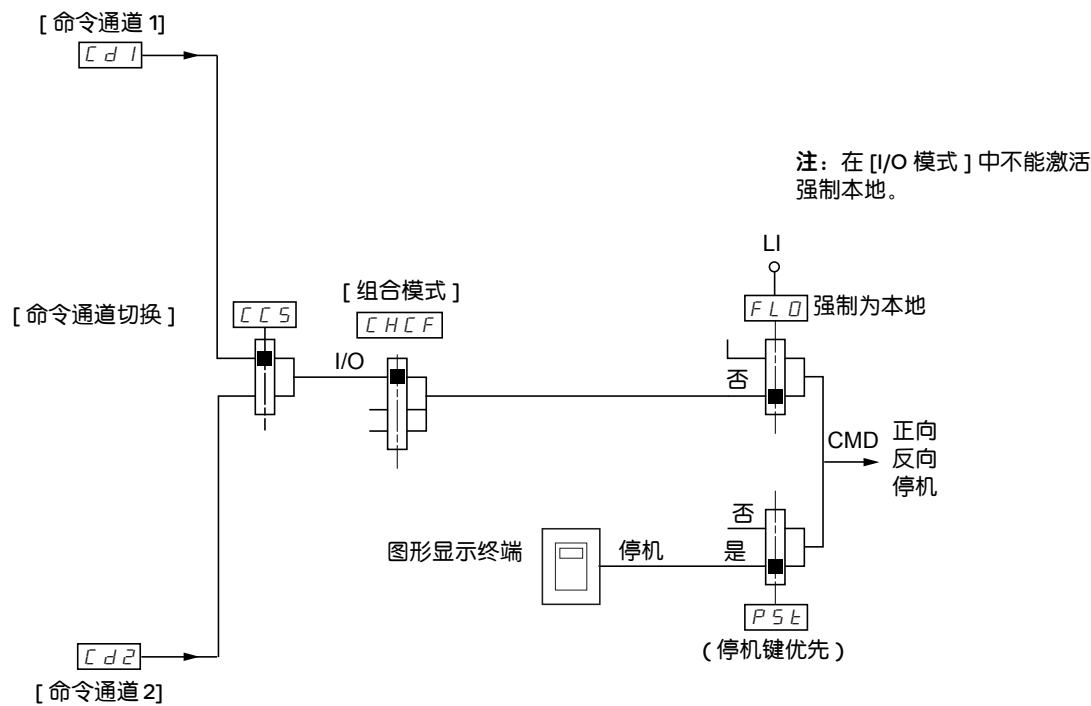 [ 命令通道 1]
Cd1
注：在 [I/O 模式 ] 中不能激活
强制本地。
LI
[ 组合模式 ]
[ 命令通道切换 ]
CCS
CHCF
FLO 强制为本地
I/O
否
CMD
正向
反向
停机
否
图形显示终端
停机
是
PSt
( 停机键优先 )
Cd2
[ 命令通道 2]